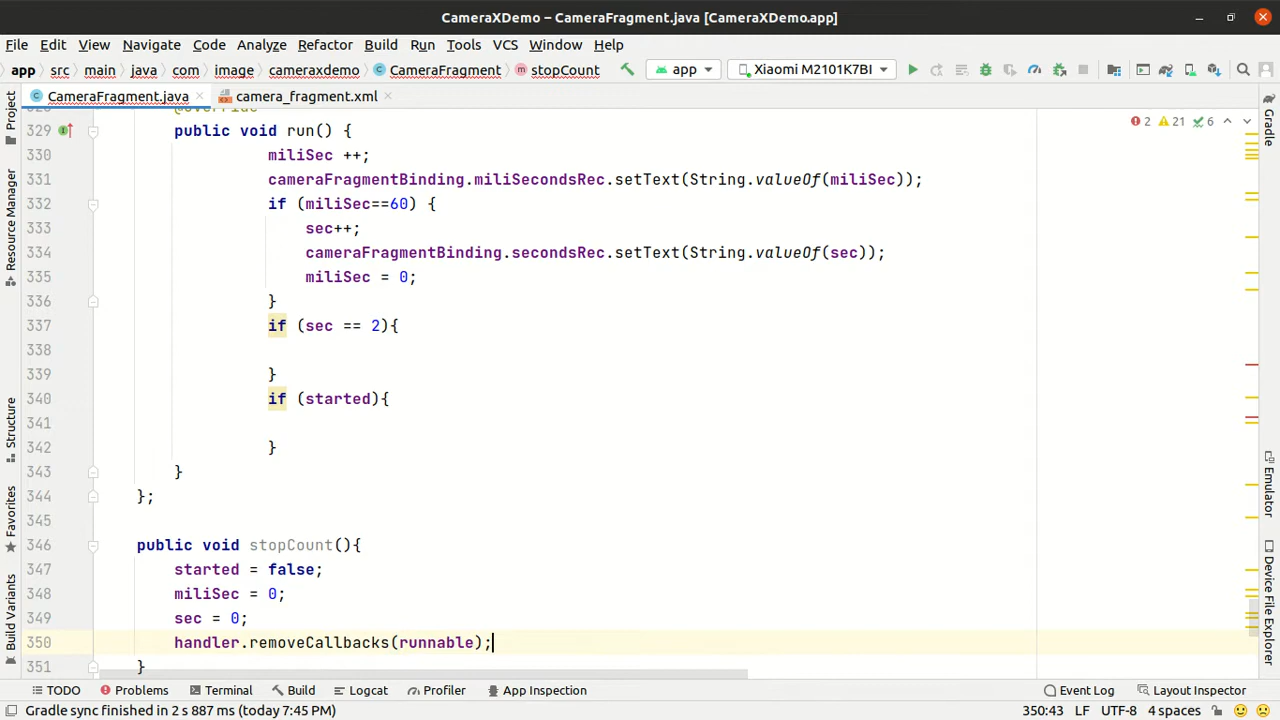 CameraXDemo – CameraFragment.java [CameraXDemo.app]
File Edit View Navigate Code Analyze Refactor Build Run Tools VCS Window Help
app src main java com image cameraxdemo CameraFragment stopCount app Xiaomi M2101K7BI
CameraFragment.java camera_fragment.xml
@Override
329 public void run() {
330 miliSec ++;
331 cameraFragmentBinding.miliSecondsRec.setText(String.valueOf(miliSec));
332 if (miliSec==60) {
333 sec++;
334 cameraFragmentBinding.secondsRec.setText(String.valueOf(sec));
335 miliSec = 0;
336 }
337 if (sec == 2){
338
339 }
340 if (started){
341
342 }
343 }
344 };
345
346 public void stopCount(){
347 started = false;
348 miliSec = 0;
349 sec = 0;
350 handler.removeCallbacks(runnable);
351 }
2 21 6
Project
Resource Manager
Structure
Favorites
Build Variants
Gradle
Emulator
Device File Explorer
TODO Problems Terminal Build Logcat Profiler App Inspection Event Log Layout Inspector
Gradle sync finished in 2 s 887 ms (today 7:45 PM) 350:43 LF UTF-8 4 spaces